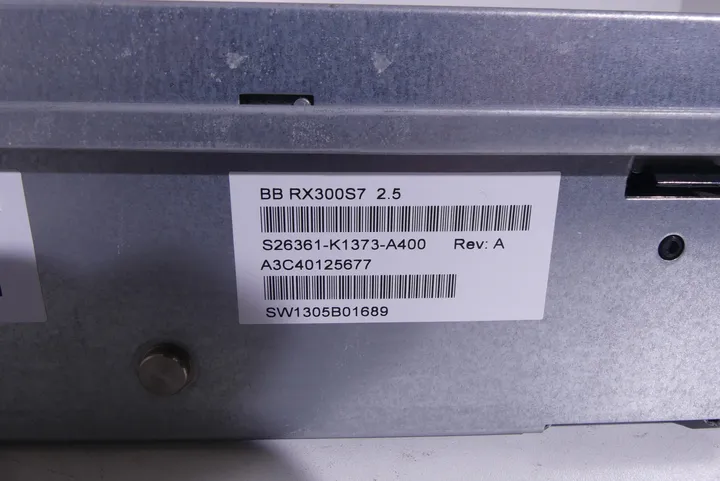 BB RX300S7 2.5
S26361-K1373-A400 Rev: A
A3C40125677
SW1305B01689